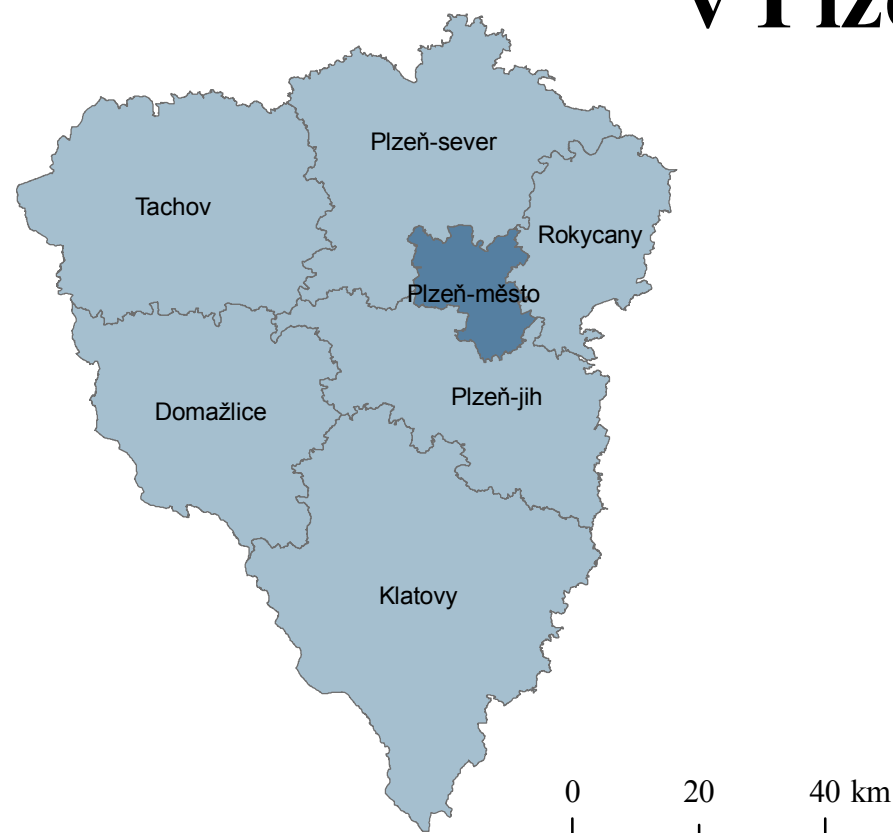 Plzeň-sever
Tachov
Rokycany
Plzeň-město
Plzeň-jih
Domažlice
Klatovy
0 20 40 km